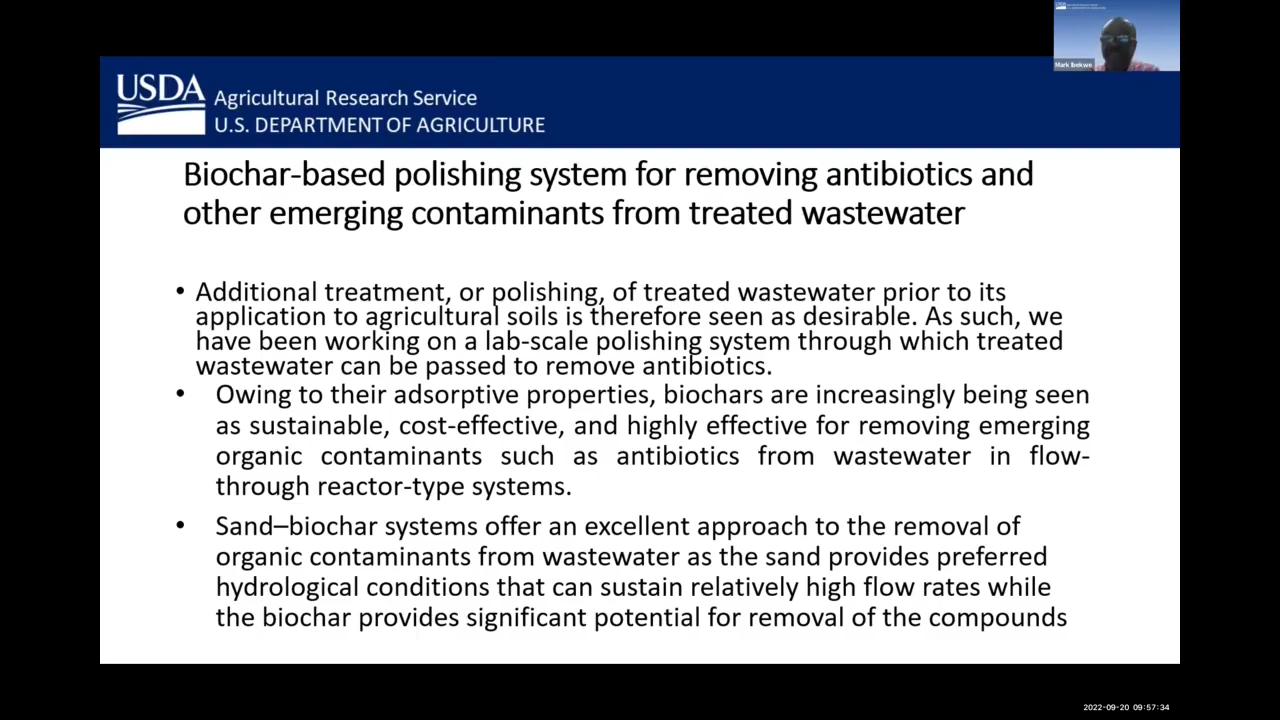 Mark Ibekwe
USDA
Agricultural Research Service
U.S. DEPARTMENT OF AGRICULTURE
Biochar-based polishing system for removing antibiotics and
other emerging contaminants from treated wastewater
• Additional treatment, or polishing, of treated wastewater prior to its
application to agricultural soils is therefore seen as desirable. As such, we
have been working on a lab-scale polishing system through which treated
wastewater can be passed to remove antibiotics.
• Owing to their adsorptive properties, biochars are increasingly being seen
as sustainable, cost-effective, and highly effective for removing emerging
organic contaminants such as antibiotics from wastewater in flow-
through reactor-type systems.
• Sand–biochar systems offer an excellent approach to the removal of
organic contaminants from wastewater as the sand provides preferred
hydrological conditions that can sustain relatively high flow rates while
the biochar provides significant potential for removal of the compounds
2022-09-20 09:57:34